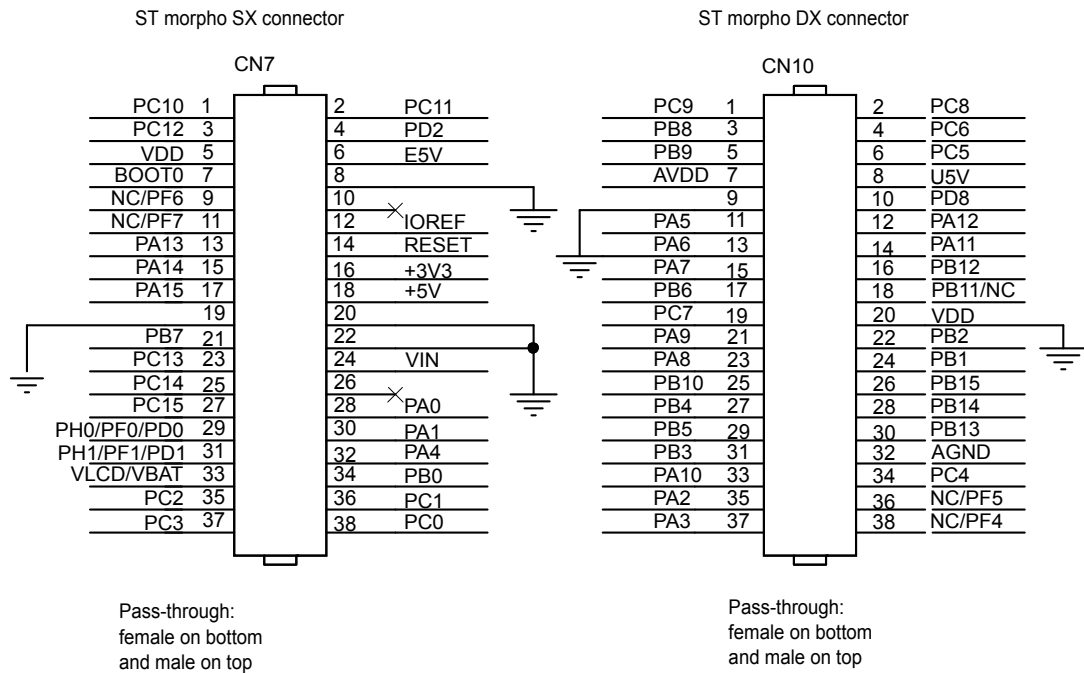 ST morpho SX connector
ST morpho DX connector
CN7
PC10 1 2 PC11
PC12 3 4 PD2
VDD 5 6 E5V
BOOT0 7 8
NC/PF6 9 10
NC/PF7 11 12 IOREF
PA13 13 14 RESET
PA14 15 16 +3V3
PA15 17 18 +5V
19 20
PB7 21 22
PC13 23 24 VIN
PC14 25 26
PC15 27 28 PA0
PH0/PF0/PD0 29 30 PA1
PH1/PF1/PD1 31 32 PA4
VLCD/VBAT 33 34 PB0
PC2 35 36 PC1
PC3 37 38 PC0
Pass-through:
female on bottom
and male on top
CN10
PC9 1 2 PC8
PB8 3 4 PC6
PB9 5 6 PC5
AVDD 7 8 U5V
9 10 PD8
PA5 11 12 PA12
PA6 13 14 PA11
PA7 15 16 PB12
PB6 17 18 PB11/NC
PC7 19 20 VDD
PA9 21 22 PB2
PA8 23 24 PB1
PB10 25 26 PB15
PB4 27 28 PB14
PB5 29 30 PB13
PB3 31 32 AGND
PA10 33 34 PC4
PA2 35 36 NC/PF5
PA3 37 38 NC/PF4
Pass-through:
female on bottom
and male on top